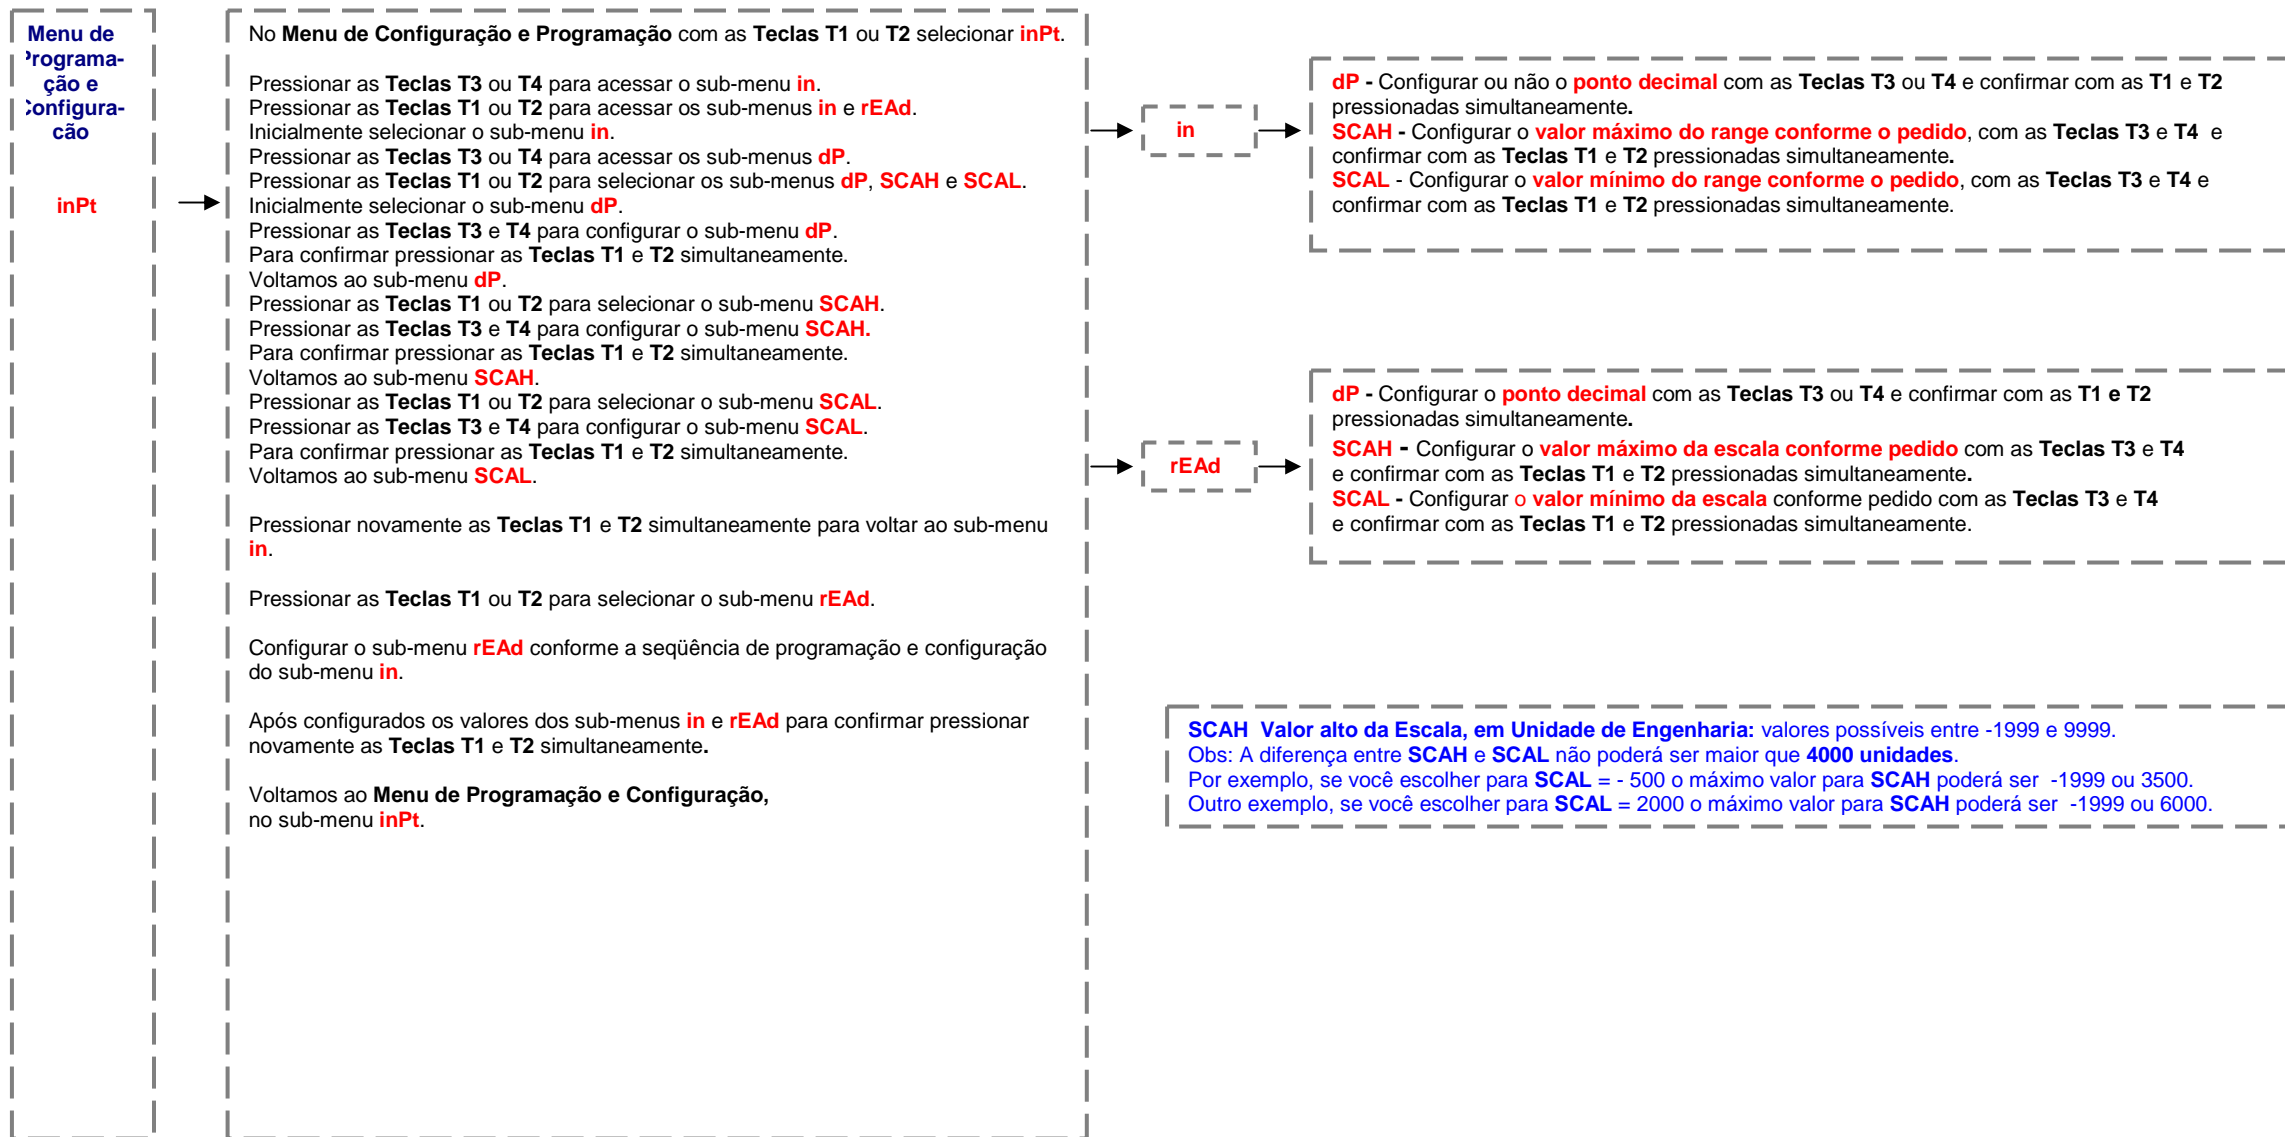 Menu de
Programa-
ção e
Configura-
cão
inPt
No Menu de Configuração e Programação com as Teclas T1 ou T2 selecionar inPt.
Pressionar as Teclas T3 ou T4 para acessar o sub-menu in.
Pressionar as Teclas T1 ou T2 para acessar os sub-menus in e rEAd.
Inicialmente selecionar o sub-menu in.
Pressionar as Teclas T3 ou T4 para acessar os sub-menus dP.
Pressionar as Teclas T1 ou T2 para selecionar os sub-menus dP, SCAH e SCAL.
Inicialmente selecionar o sub-menu dP.
Pressionar as Teclas T3 e T4 para configurar o sub-menu dP.
Para confirmar pressionar as Teclas T1 e T2 simultaneamente.
Voltamos ao sub-menu dP.
Pressionar as Teclas T1 ou T2 para selecionar o sub-menu SCAH.
Pressionar as Teclas T3 e T4 para configurar o sub-menu SCAH.
Para confirmar pressionar as Teclas T1 e T2 simultaneamente.
Voltamos ao sub-menu SCAH.
Pressionar as Teclas T1 ou T2 para selecionar o sub-menu SCAL.
Pressionar as Teclas T3 e T4 para configurar o sub-menu SCAL.
Para confirmar pressionar as Teclas T1 e T2 simultaneamente.
Voltamos ao sub-menu SCAL.
Pressionar novamente as Teclas T1 e T2 simultaneamente para voltar ao sub-menu
in.
Pressionar as Teclas T1 ou T2 para selecionar o sub-menu rEAd.
Configurar o sub-menu rEAd conforme a seqüência de programação e configuração
do sub-menu in.
Após configurados os valores dos sub-menus in e rEAd para confirmar pressionar
novamente as Teclas T1 e T2 simultaneamente.
Voltamos ao Menu de Programação e Configuração,
no sub-menu inPt.
in
dP - Configurar ou não o ponto decimal com as Teclas T3 ou T4 e confirmar com as T1 e T2
pressionadas simultaneamente.
SCAH - Configurar o valor máximo do range conforme o pedido, com as Teclas T3 e T4 e
confirmar com as Teclas T1 e T2 pressionadas simultaneamente.
SCAL - Configurar o valor mínimo do range conforme o pedido, com as Teclas T3 e T4 e
confirmar com as Teclas T1 e T2 pressionadas simultaneamente.
rEAd
dP - Configurar o ponto decimal com as Teclas T3 ou T4 e confirmar com as T1 e T2
pressionadas simultaneamente.
SCAH - Configurar o valor máximo da escala conforme pedido com as Teclas T3 e T4
e confirmar com as Teclas T1 e T2 pressionadas simultaneamente.
SCAL - Configurar o valor mínimo da escala conforme pedido com as Teclas T3 e T4
e confirmar com as Teclas T1 e T2 pressionadas simultaneamente.
SCAH Valor alto da Escala, em Unidade de Engenharia: valores possíveis entre -1999 e 9999.
Obs: A diferença entre SCAH e SCAL não poderá ser maior que 4000 unidades.
Por exemplo, se você escolher para SCAL = - 500 o máximo valor para SCAH poderá ser -1999 ou 3500.
Outro exemplo, se você escolher para SCAL = 2000 o máximo valor para SCAH poderá ser -1999 ou 6000.